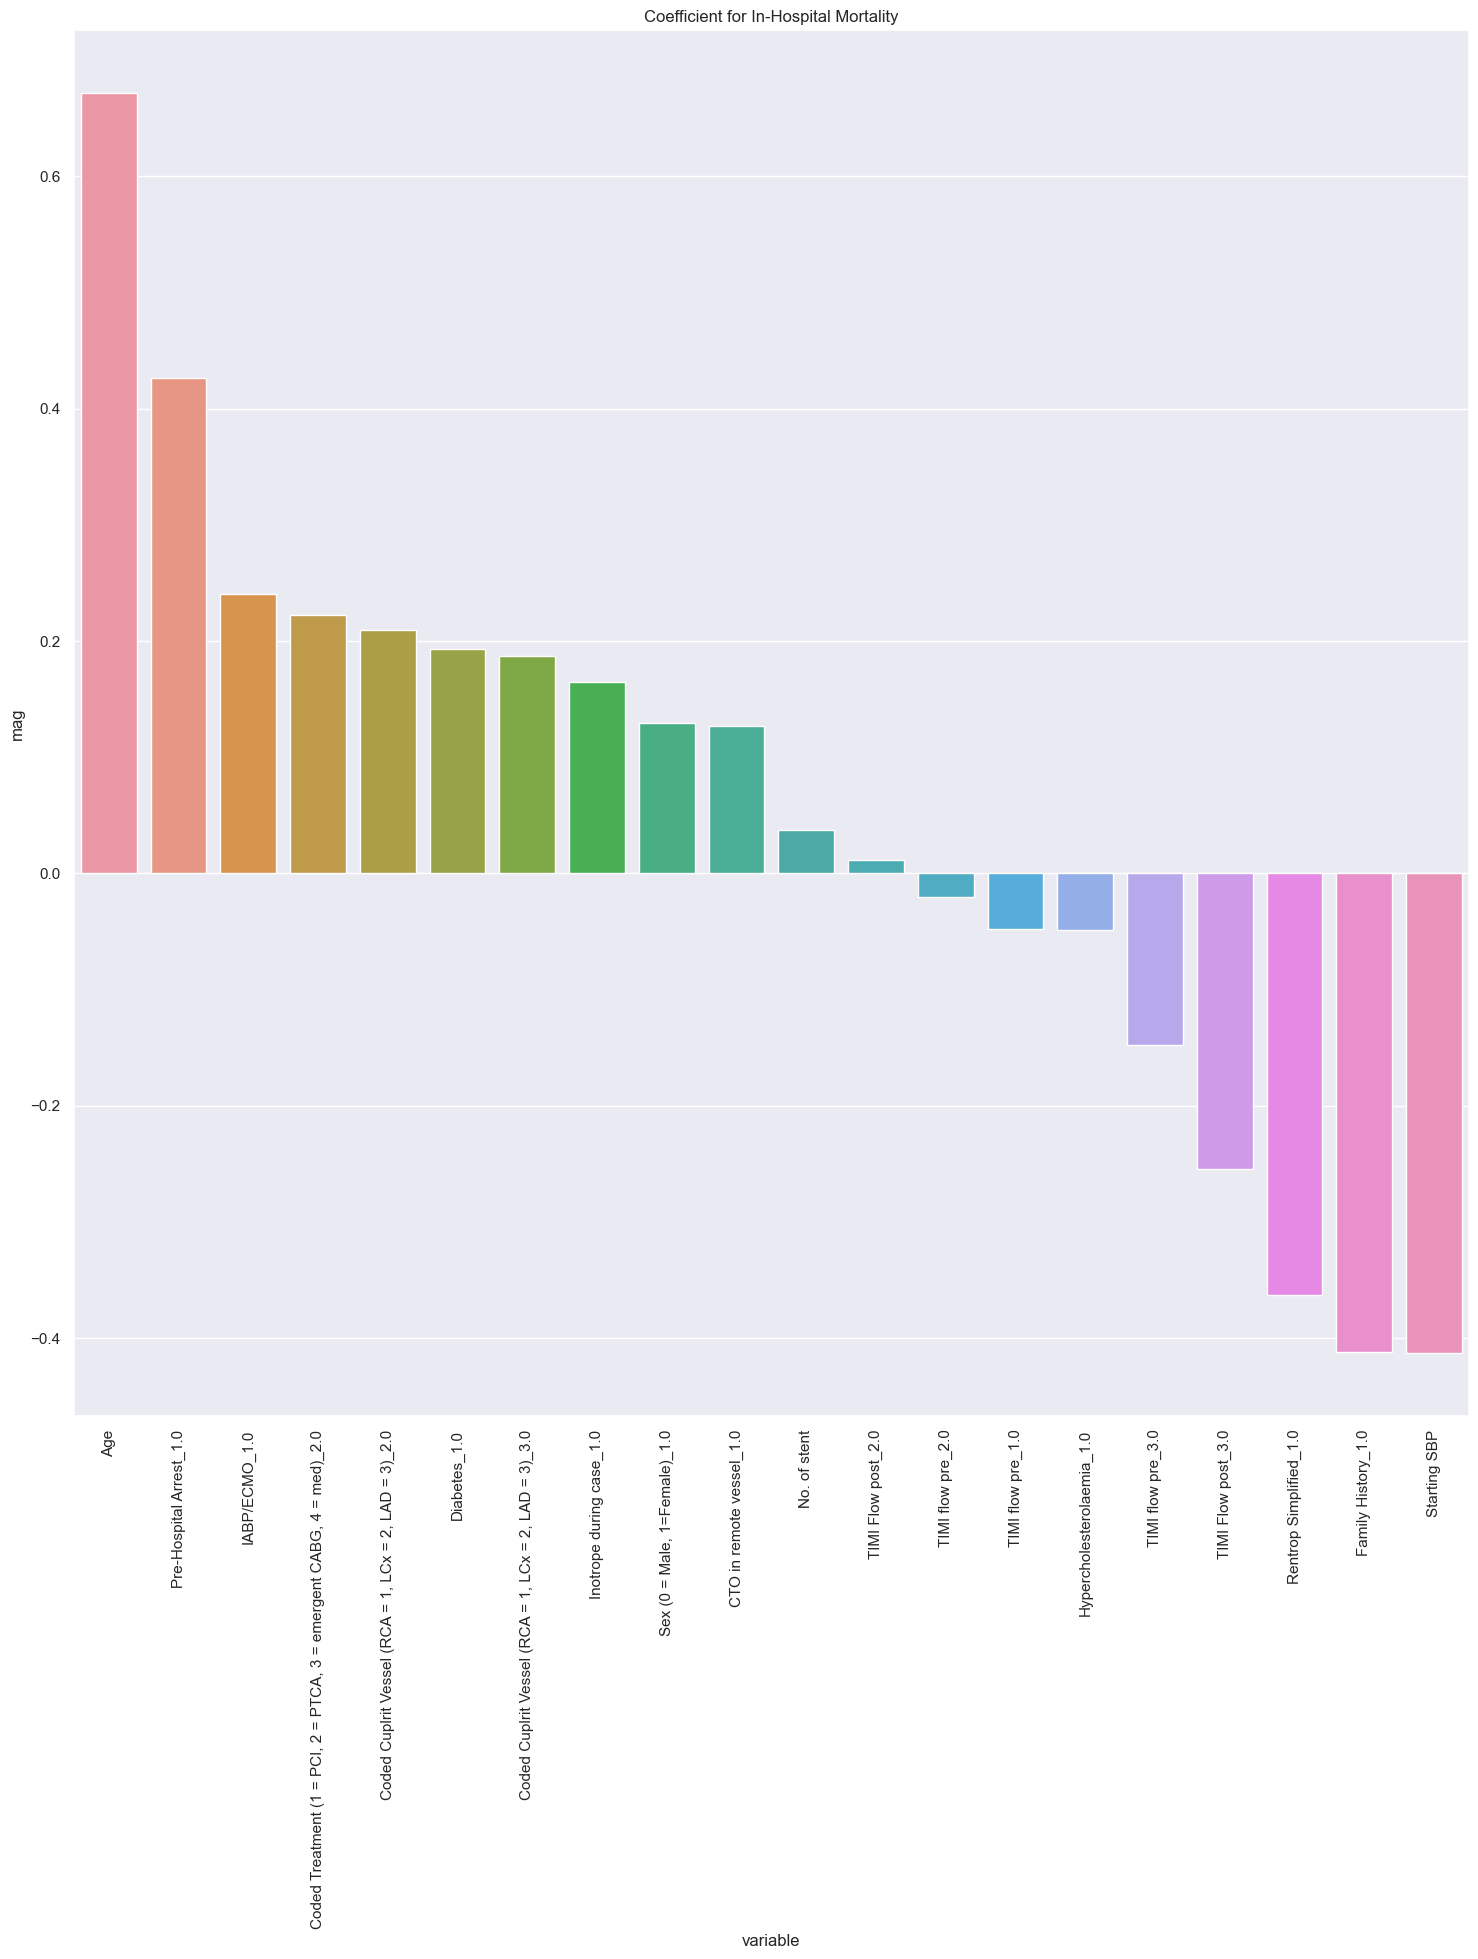 Coefficient for In-Hospital Mortality
mag
0.6
0.4
0.2
0.0
−0.2
−0.4
Age
Pre-Hospital Arrest_1.0
IABP/ECMO_1.0
Coded Treatment (1 = PCI, 2 = PTCA, 3 = emergent CABG, 4 = med)_2.0
Coded Cuplrit Vessel (RCA = 1, LCx = 2, LAD = 3)_2.0
Diabetes_1.0
Coded Cuplrit Vessel (RCA = 1, LCx = 2, LAD = 3)_3.0
Inotrope during case_1.0
Sex (0 = Male, 1=Female)_1.0
CTO in remote vessel_1.0
No. of stent
TIMI Flow post_2.0
TIMI flow pre_2.0
TIMI flow pre_1.0
Hypercholesterolaemia_1.0
TIMI flow pre_3.0
TIMI Flow post_3.0
Rentrop Simplified_1.0
Family History_1.0
Starting SBP
variable